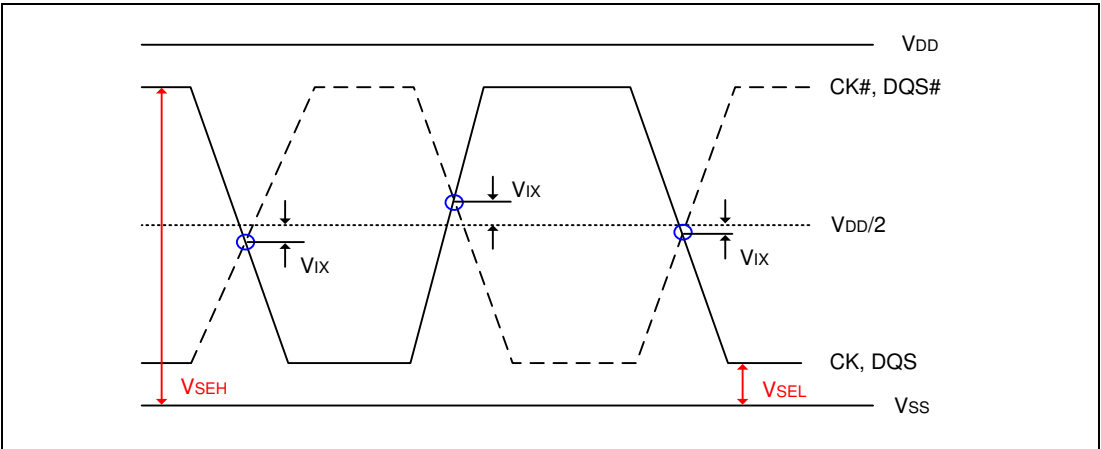 VDD
CK#, DQS#
VIX
VDD/2
VIX
VIX
CK, DQS
VSEH
VSEL
VSS